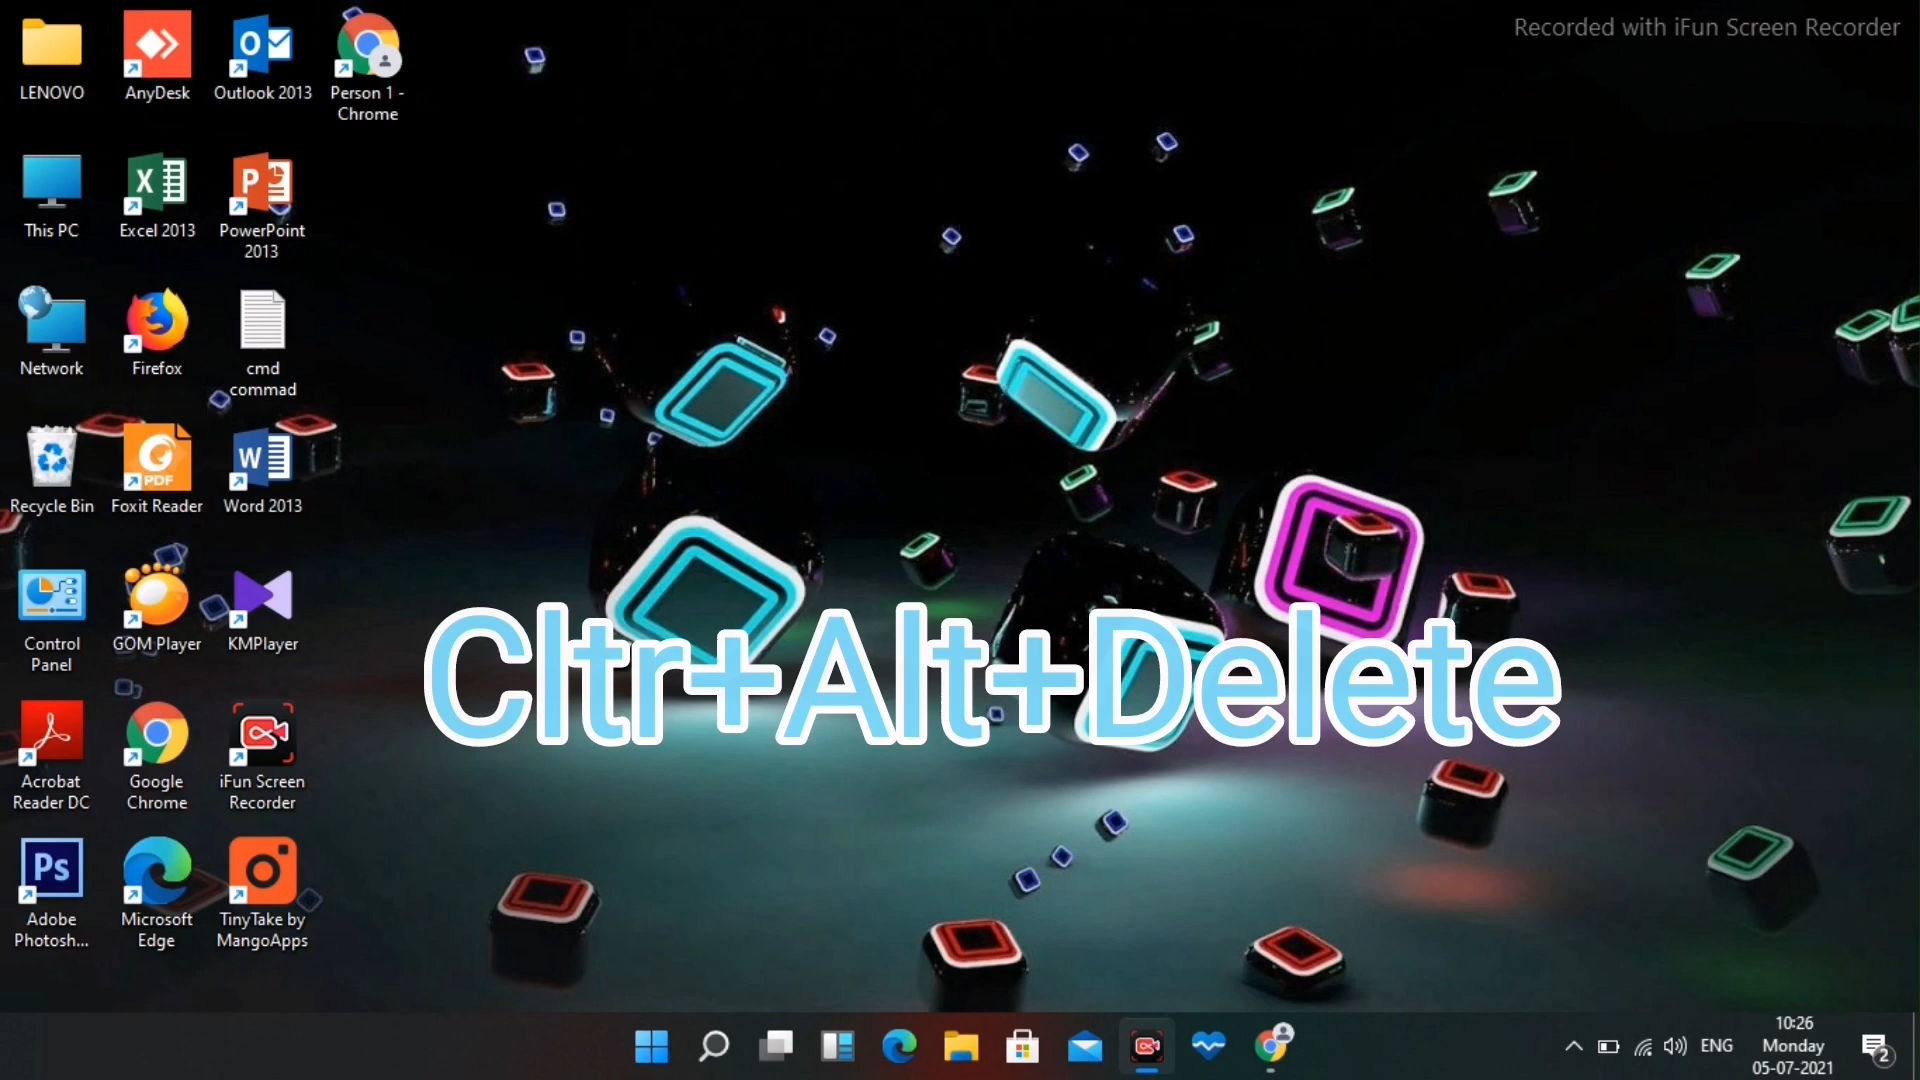 Recorded with iFun Screen Recorder
LENOVO
AnyDesk
Outlook 2013
Person 1 -
Chrome
This PC
Excel 2013
PowerPoint
2013
Network
Firefox
cmd
commad
Recycle Bin
PDF
Foxit Reader
Word 2013
Control
Panel
GOM Player
KMPlayer
Cltr+Alt+Delete
Acrobat
Reader DC
Google
Chrome
iFun Screen
Recorder
Ps
Adobe
Photosh...
Microsoft
Edge
TinyTake by
MangoApps
ENG
10:26
Monday
05-07-2021
2